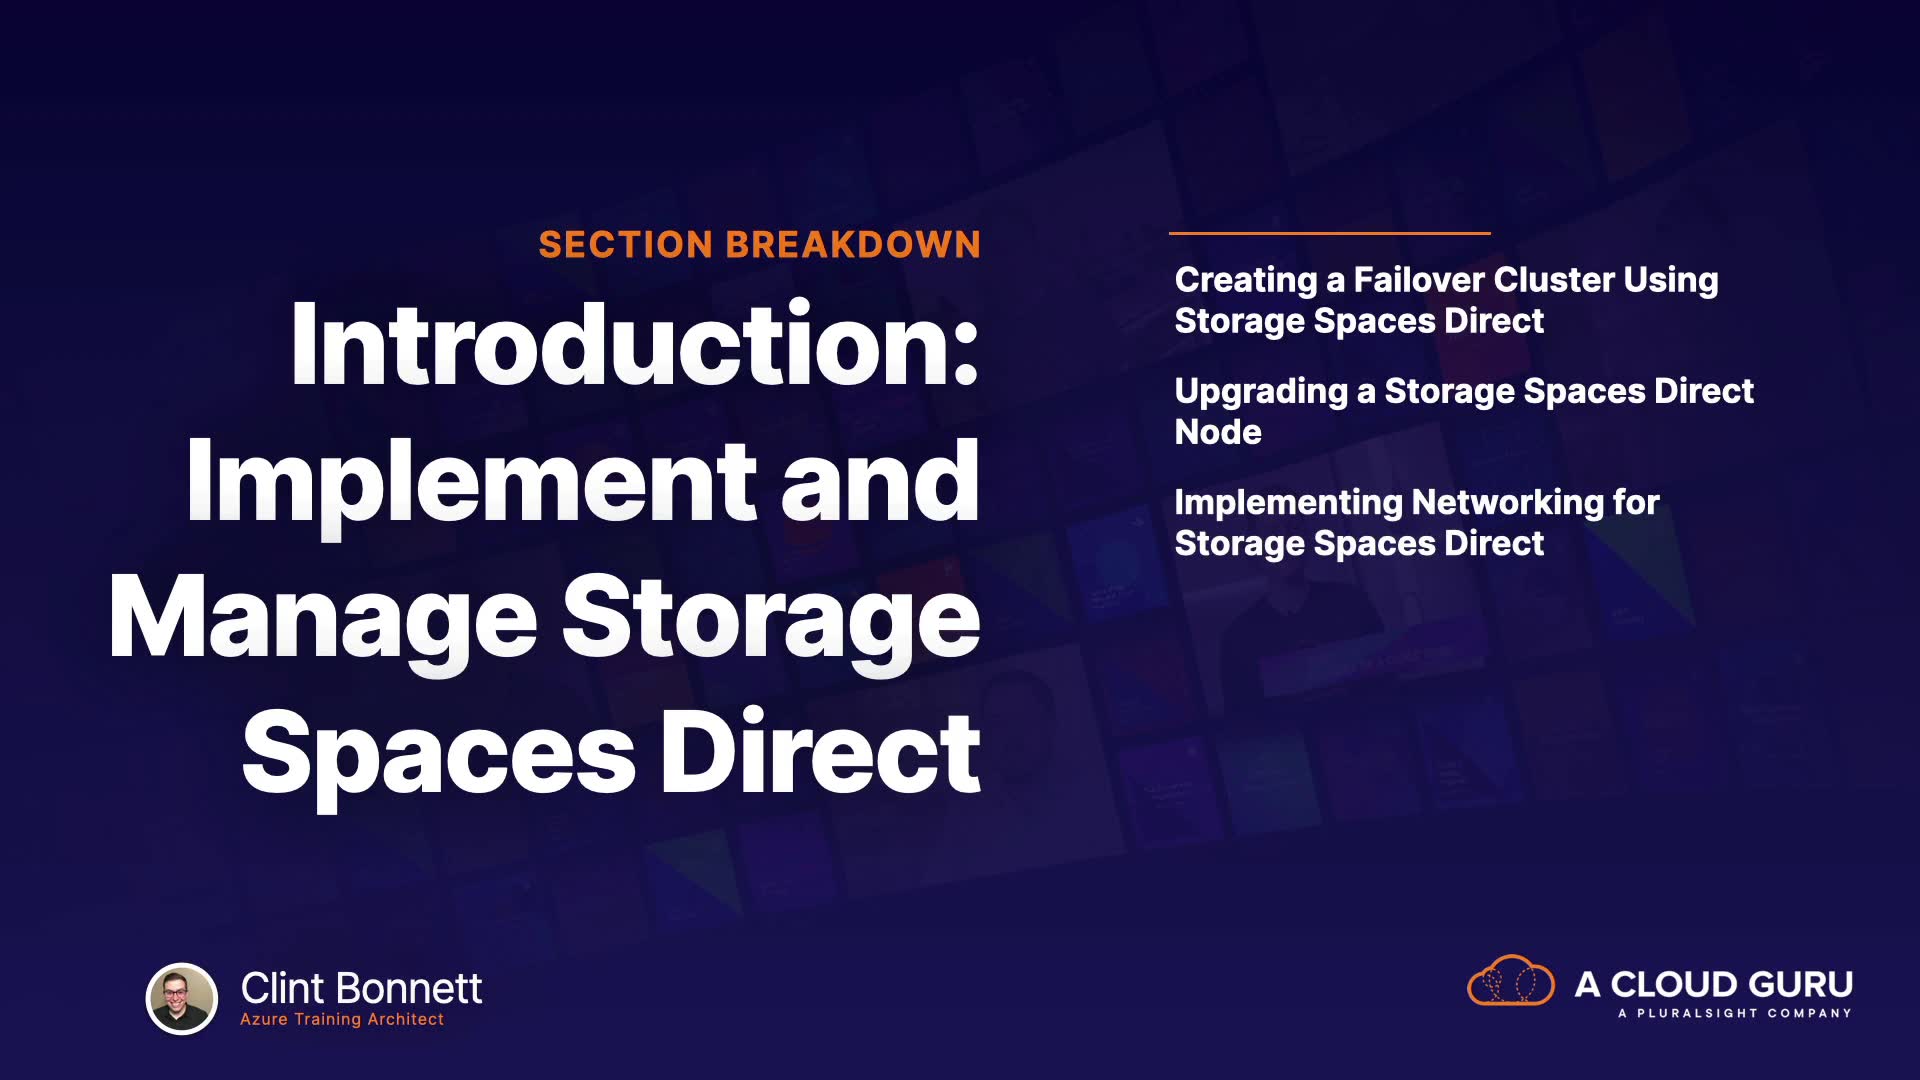 SECTION BREAKDOWN
Introduction:
Implement and
Manage Storage
Spaces Direct
Creating a Failover Cluster Using
Storage Spaces Direct
Upgrading a Storage Spaces Direct
Node
Implementing Networking for
Storage Spaces Direct
Clint Bonnett
Azure Training Architect
A CLOUD GURU
A PLURALSIGHT COMPANY